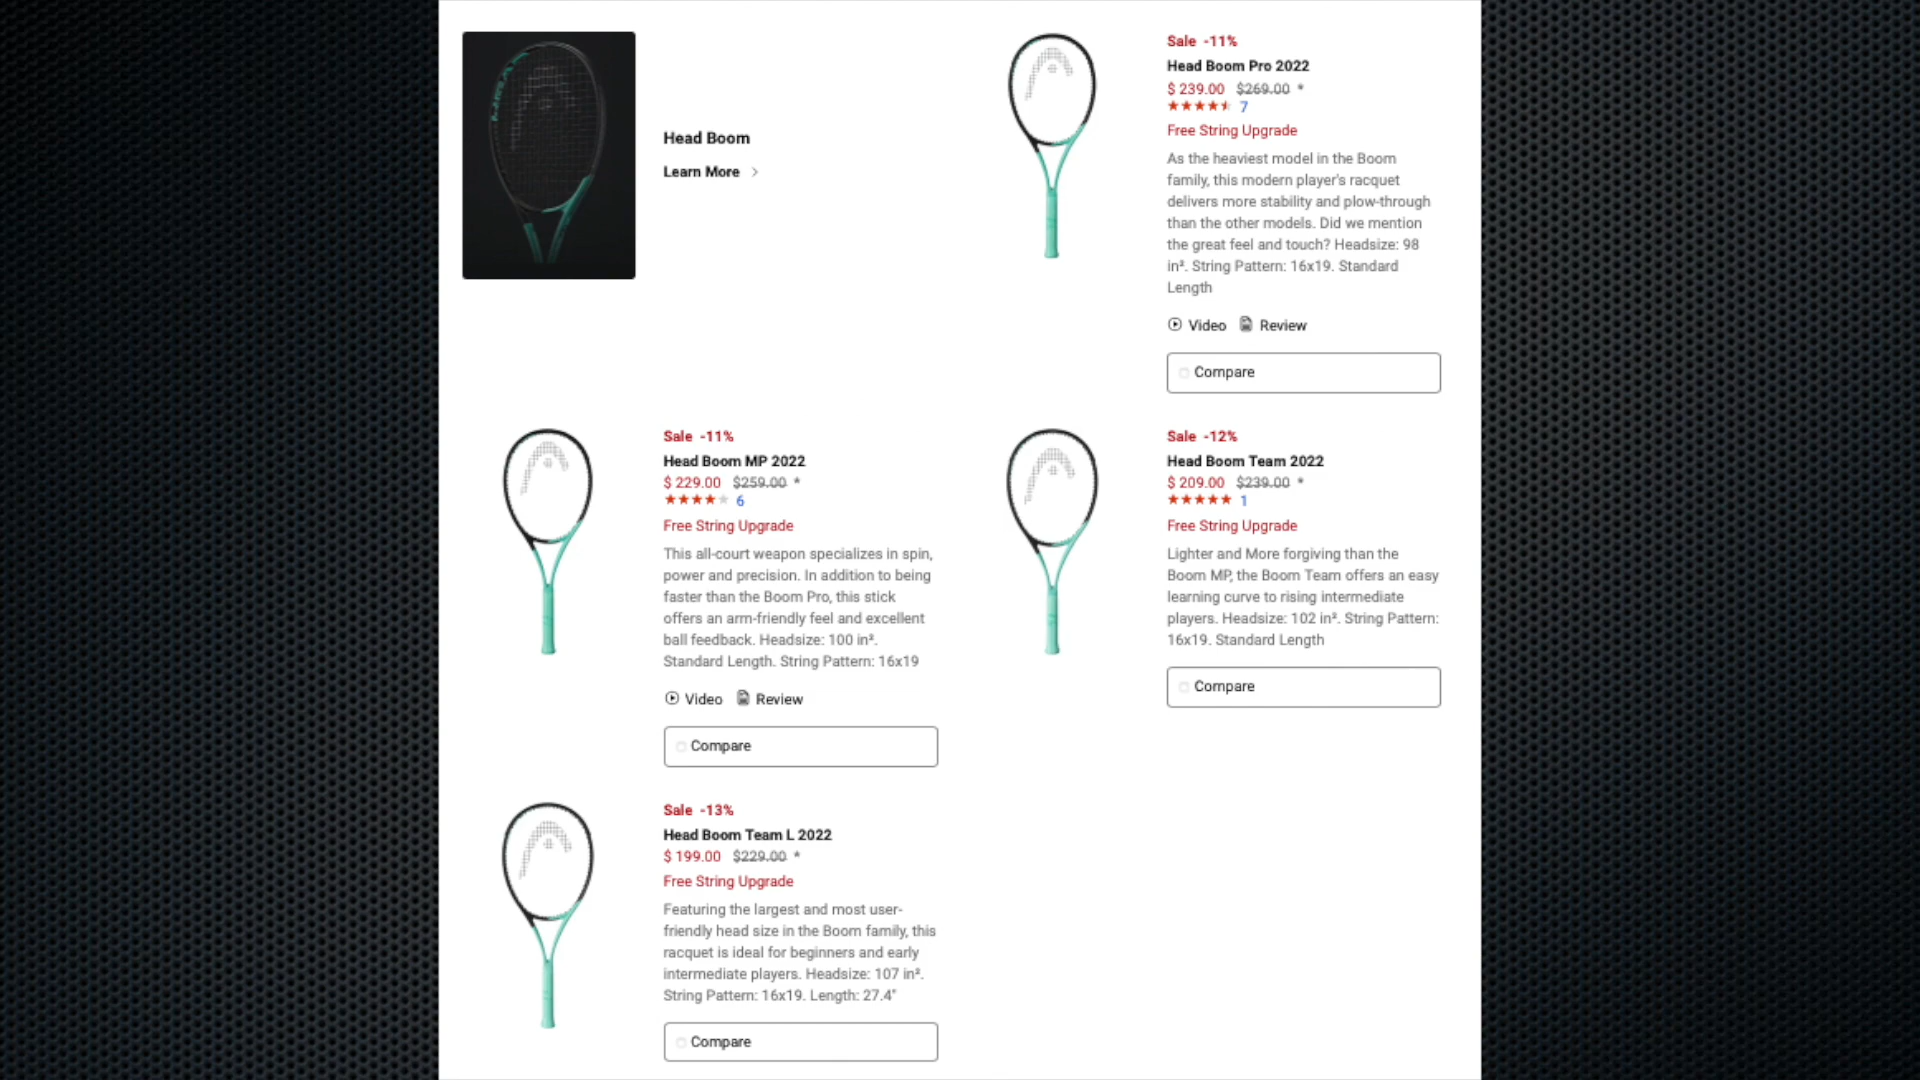 Head Boom
Learn More
Sale -11%
Head Boom Pro 2022
$ 239.00 $269.00 *
7
Free String Upgrade
As the heaviest model in the Boom
family, this modern player's racquet
delivers more stability and plow-through
than the other models. Did we mention
the great feel and touch? Headsize: 98
in². String Pattern: 16x19. Standard
Length
Video Review
Compare
Sale -11%
Head Boom MP 2022
$ 229.00 $259.00 *
6
Free String Upgrade
This all-court weapon specializes in spin,
power and precision. In addition to being
faster than the Boom Pro, this stick
offers an arm-friendly feel and excellent
ball feedback. Headsize: 100 in².
Standard Length. String Pattern: 16x19
Video Review
Compare
Sale -12%
Head Boom Team 2022
$ 209.00 $239.00 *
1
Free String Upgrade
Lighter and More forgiving than the
Boom MP, the Boom Team offers an easy
learning curve to rising intermediate
players. Headsize: 102 in². String Pattern:
16x19. Standard Length
Compare
Sale -13%
Head Boom Team L 2022
$ 199.00 $229.00 *
Free String Upgrade
Featuring the largest and most user-
friendly head size in the Boom family, this
racquet is ideal for beginners and early
intermediate players. Headsize: 107 in².
String Pattern: 16x19. Length: 27.4"
Compare